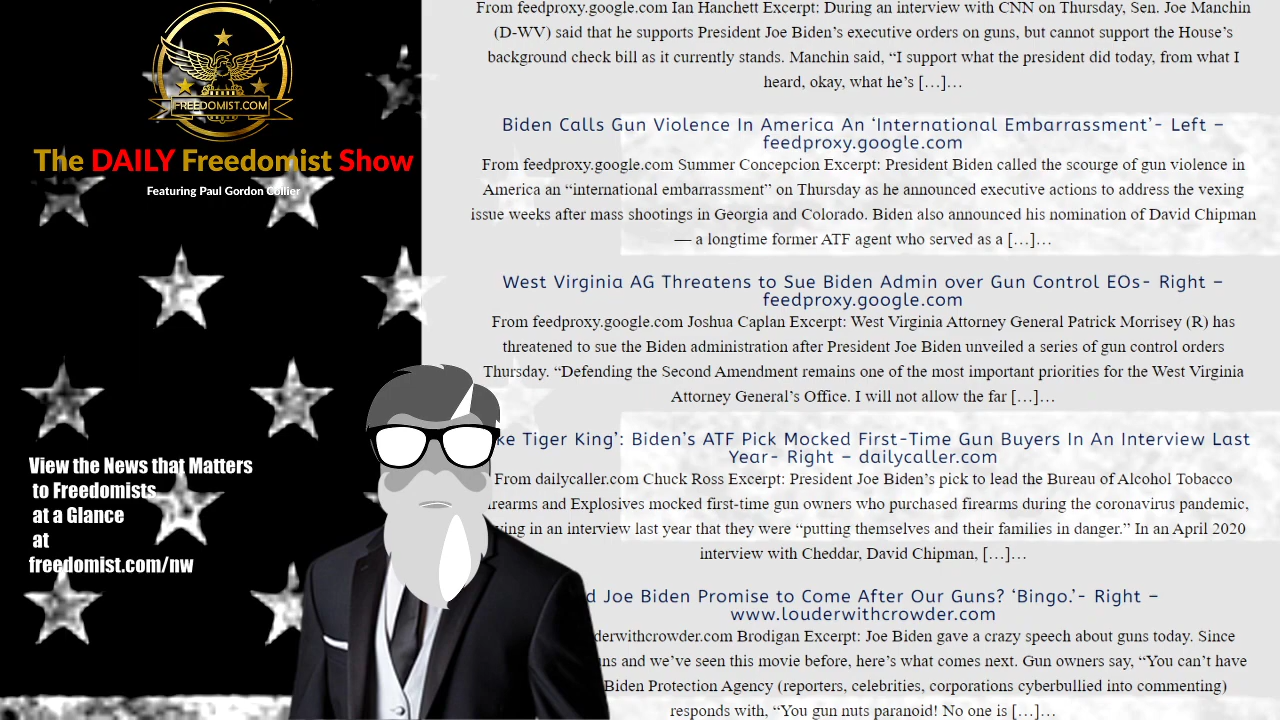 FREEDOMIST.COM
The DAILY Freedomist Show
Featuring Paul Gordon Collier
View the News that Matters
to Freedomists
at a Glance
at
freedomist.com/nw
From feedproxy.google.com Ian Hanchett Excerpt: During an interview with CNN on Thursday, Sen. Joe Manchin
(D-WV) said that he supports President Joe Biden’s executive orders on guns, but cannot support the House’s
background check bill as it currently stands. Manchin said, “I support what the president did today, from what I
heard, okay, what he’s […]…
Biden Calls Gun Violence In America An ‘International Embarrassment’- Left –
feedproxy.google.com
From feedproxy.google.com Summer Concepcion Excerpt: President Biden called the scourge of gun violence in
America an “international embarrassment” on Thursday as he announced executive actions to address the vexing
issue weeks after mass shootings in Georgia and Colorado. Biden also announced his nomination of David Chipman
— a longtime former ATF agent who served as a […]…
West Virginia AG Threatens to Sue Biden Admin over Gun Control EOs- Right –
feedproxy.google.com
From feedproxy.google.com Joshua Caplan Excerpt: West Virginia Attorney General Patrick Morrisey (R) has
threatened to sue the Biden administration after President Joe Biden unveiled a series of gun control orders
Thursday. “Defending the Second Amendment remains one of the most important priorities for the West Virginia
Attorney General’s Office. I will not allow the far […]…
ke Tiger King’: Biden’s ATF Pick Mocked First-Time Gun Buyers In An Interview Last
Year- Right – dailycaller.com
From dailycaller.com Chuck Ross Excerpt: President Joe Biden’s pick to lead the Bureau of Alcohol Tobacco
rearms and Explosives mocked first-time gun owners who purchased firearms during the coronavirus pandemic,
ying in an interview last year that they were “putting themselves and their families in danger.” In an April 2020
interview with Cheddar, David Chipman, […]…
d Joe Biden Promise to Come After Our Guns? ‘Bingo.’- Right –
www.louderwithcrowder.com
derwithcrowder.com Brodigan Excerpt: Joe Biden gave a crazy speech about guns today. Since
ns and we’ve seen this movie before, here’s what comes next. Gun owners say, “You can’t have
Biden Protection Agency (reporters, celebrities, corporations cyberbullied into commenting)
responds with, “You gun nuts paranoid! No one is […]…